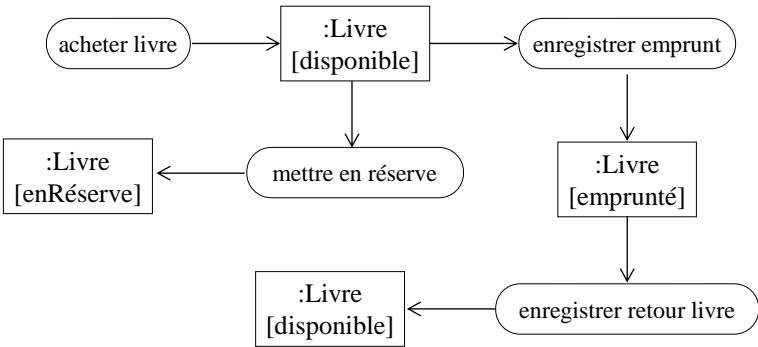 acheter livre
:Livre
[disponible]
enregistrer emprunt
:Livre
[enRéserve]
mettre en réserve
:Livre
[emprunté]
:Livre
[disponible]
enregistrer retour livre